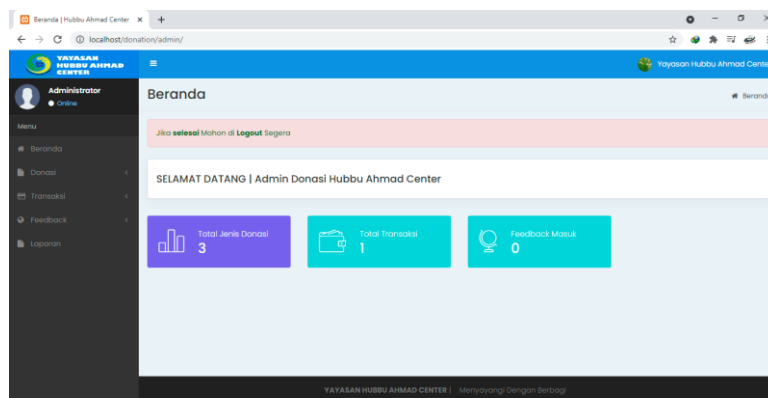 Beranda | Hubbu Ahmad Center
localhost/donation/admin/
YAYASAN
HUBBU AHMAD
CENTER
Yayasan Hubbu Ahmad Cente
Administrator
Online
Beranda
Berand
Menu
Jika selesai Mohon di Logout Segera
Beranda
Donasi
SELAMAT DATANG | Admin Donasi Hubbu Ahmad Center
Transaksi
Feedback
Laporan
Total Jenis Donasi
3
Total Transaksi
1
Feedback Masuk
0
YAYASAN HUBBU AHMAD CENTER | Menyayangi Dengan Berbagi